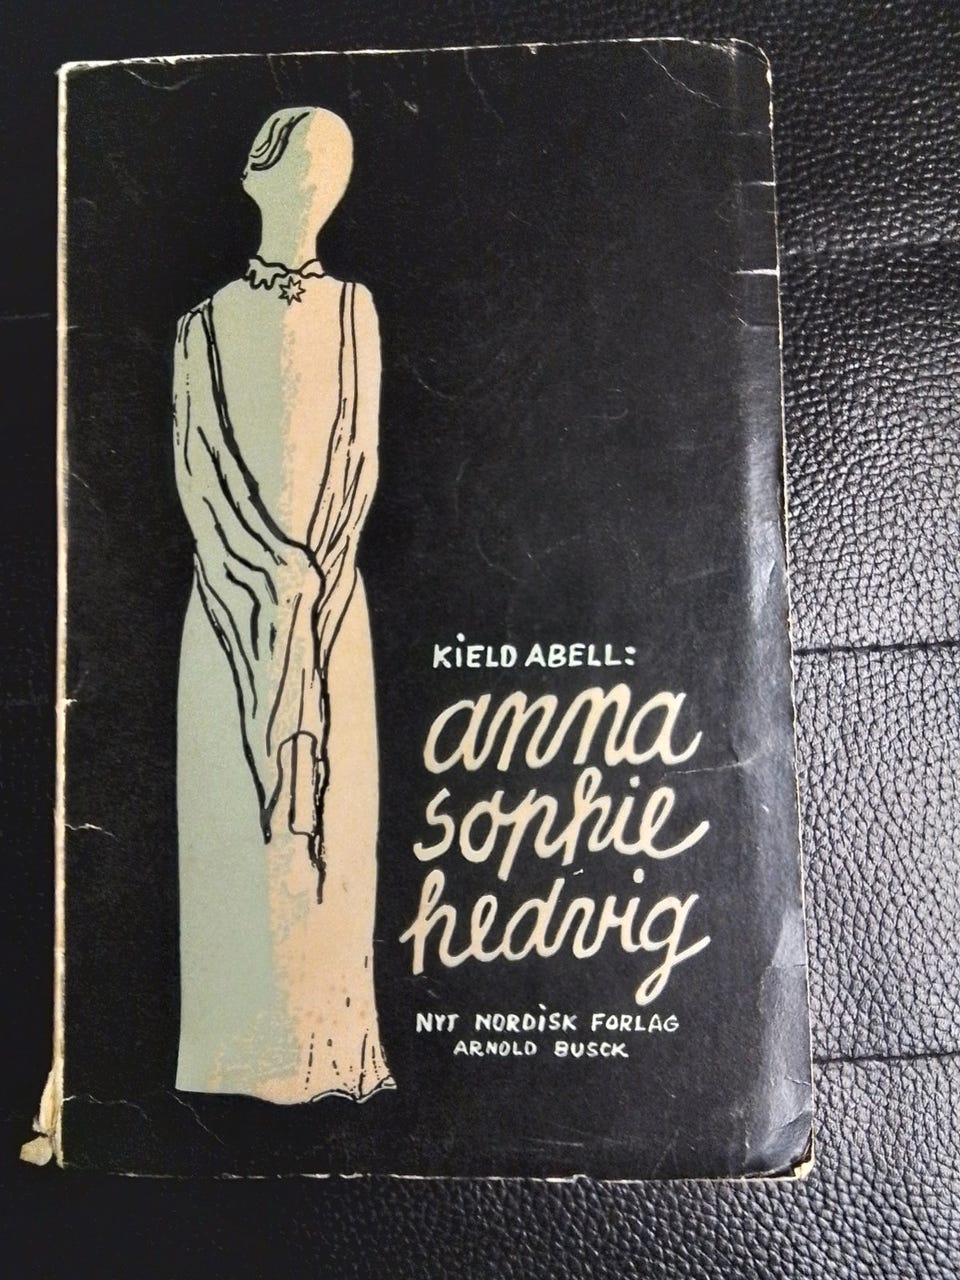 KiELD ABELL:
anna
sophie
hedvig
NYT NORDiSK FORLAG
ARNOLD BUSCK